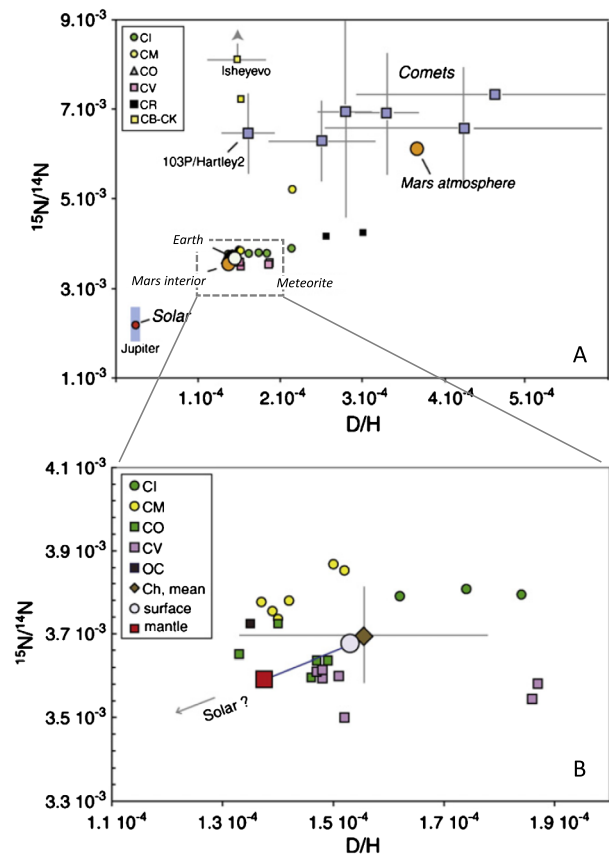 9.10⁻³
7.10⁻³
5.10⁻³
3.10⁻³
1.10⁻³
¹⁵N/¹⁴N
CI
CM
CO
CV
CR
CB-CK
Isheyevo
Comets
103P/Hartley2
Mars atmosphere
Earth
Mars interior
Meteorite
Solar
Jupiter
A
1.10⁻⁴ 2.10⁻⁴ 3.10⁻⁴ 4.10⁻⁴ 5.10⁻⁴
D/H
4.1 10⁻³
3.9 10⁻³
3.7 10⁻³
3.5 10⁻³
3.3 10⁻³
¹⁵N/¹⁴N
CI
CM
CO
CV
OC
Ch, mean
surface
mantle
Solar ?
B
1.1 10⁻⁴ 1.3 10⁻⁴ 1.5 10⁻⁴ 1.7 10⁻⁴ 1.9 10⁻⁴
D/H